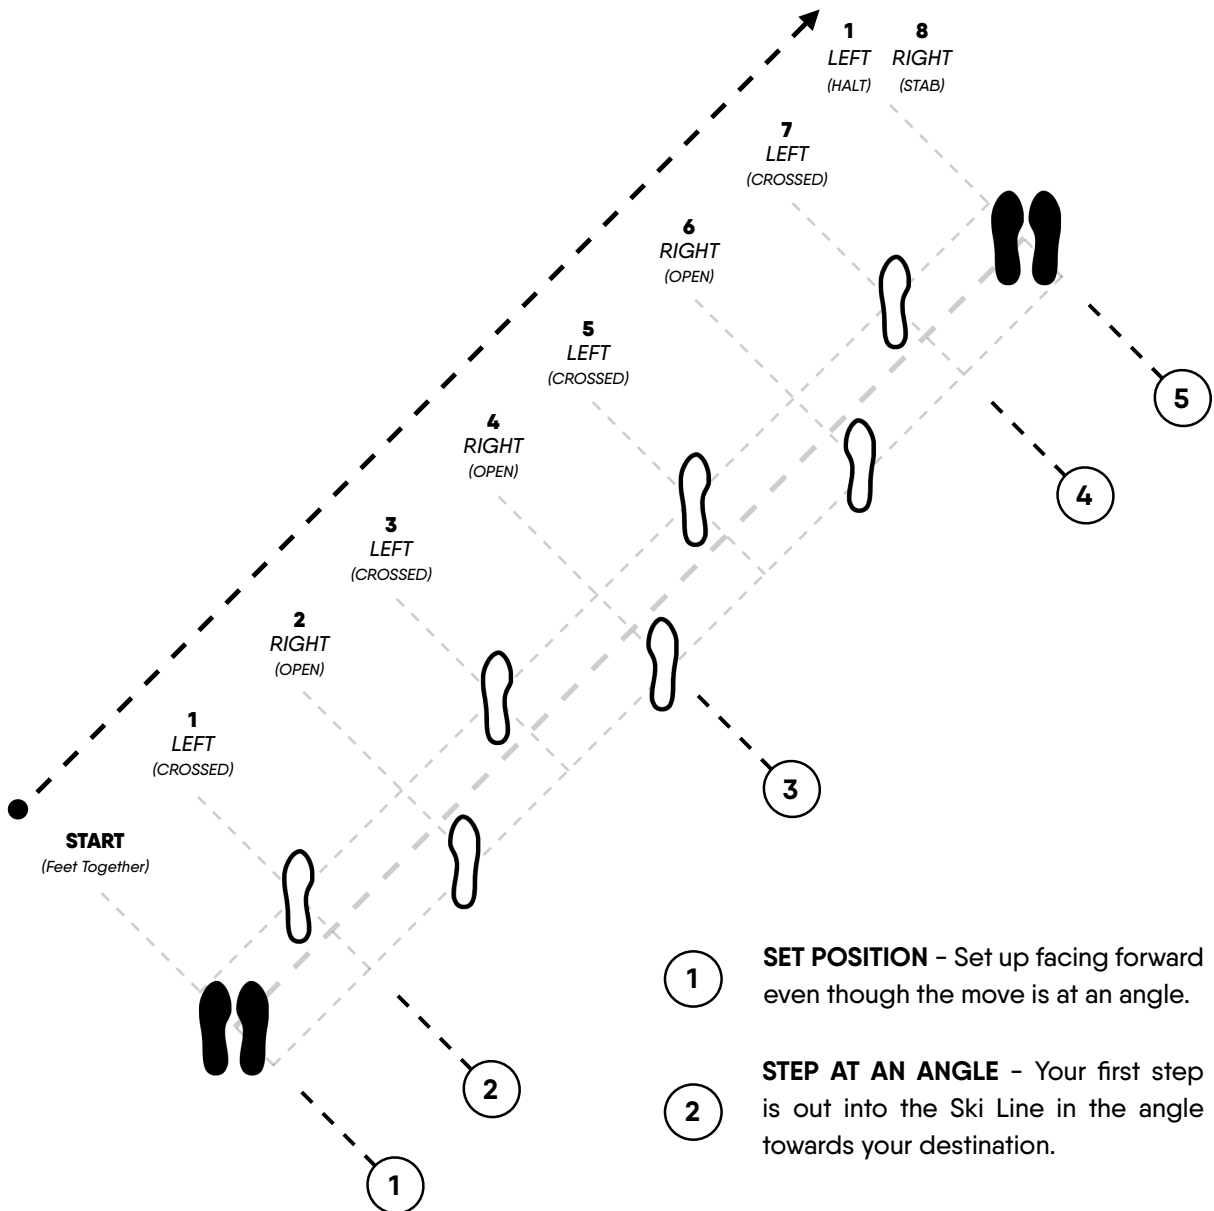 1 8
LEFT RIGHT
(HALT) (STAB)
7
LEFT
(CROSSED)
6
RIGHT
(OPEN)
5
LEFT
(CROSSED)
4
RIGHT
(OPEN)
3
LEFT
(CROSSED)
2
RIGHT
(OPEN)
1
LEFT
(CROSSED)
START
(Feet Together)
5
4
3
2
1
1
SET POSITION - Set up facing forward
even though the move is at an angle.
2
STEP AT AN ANGLE - Your first step
is out into the Ski Line in the angle
towards your destination.